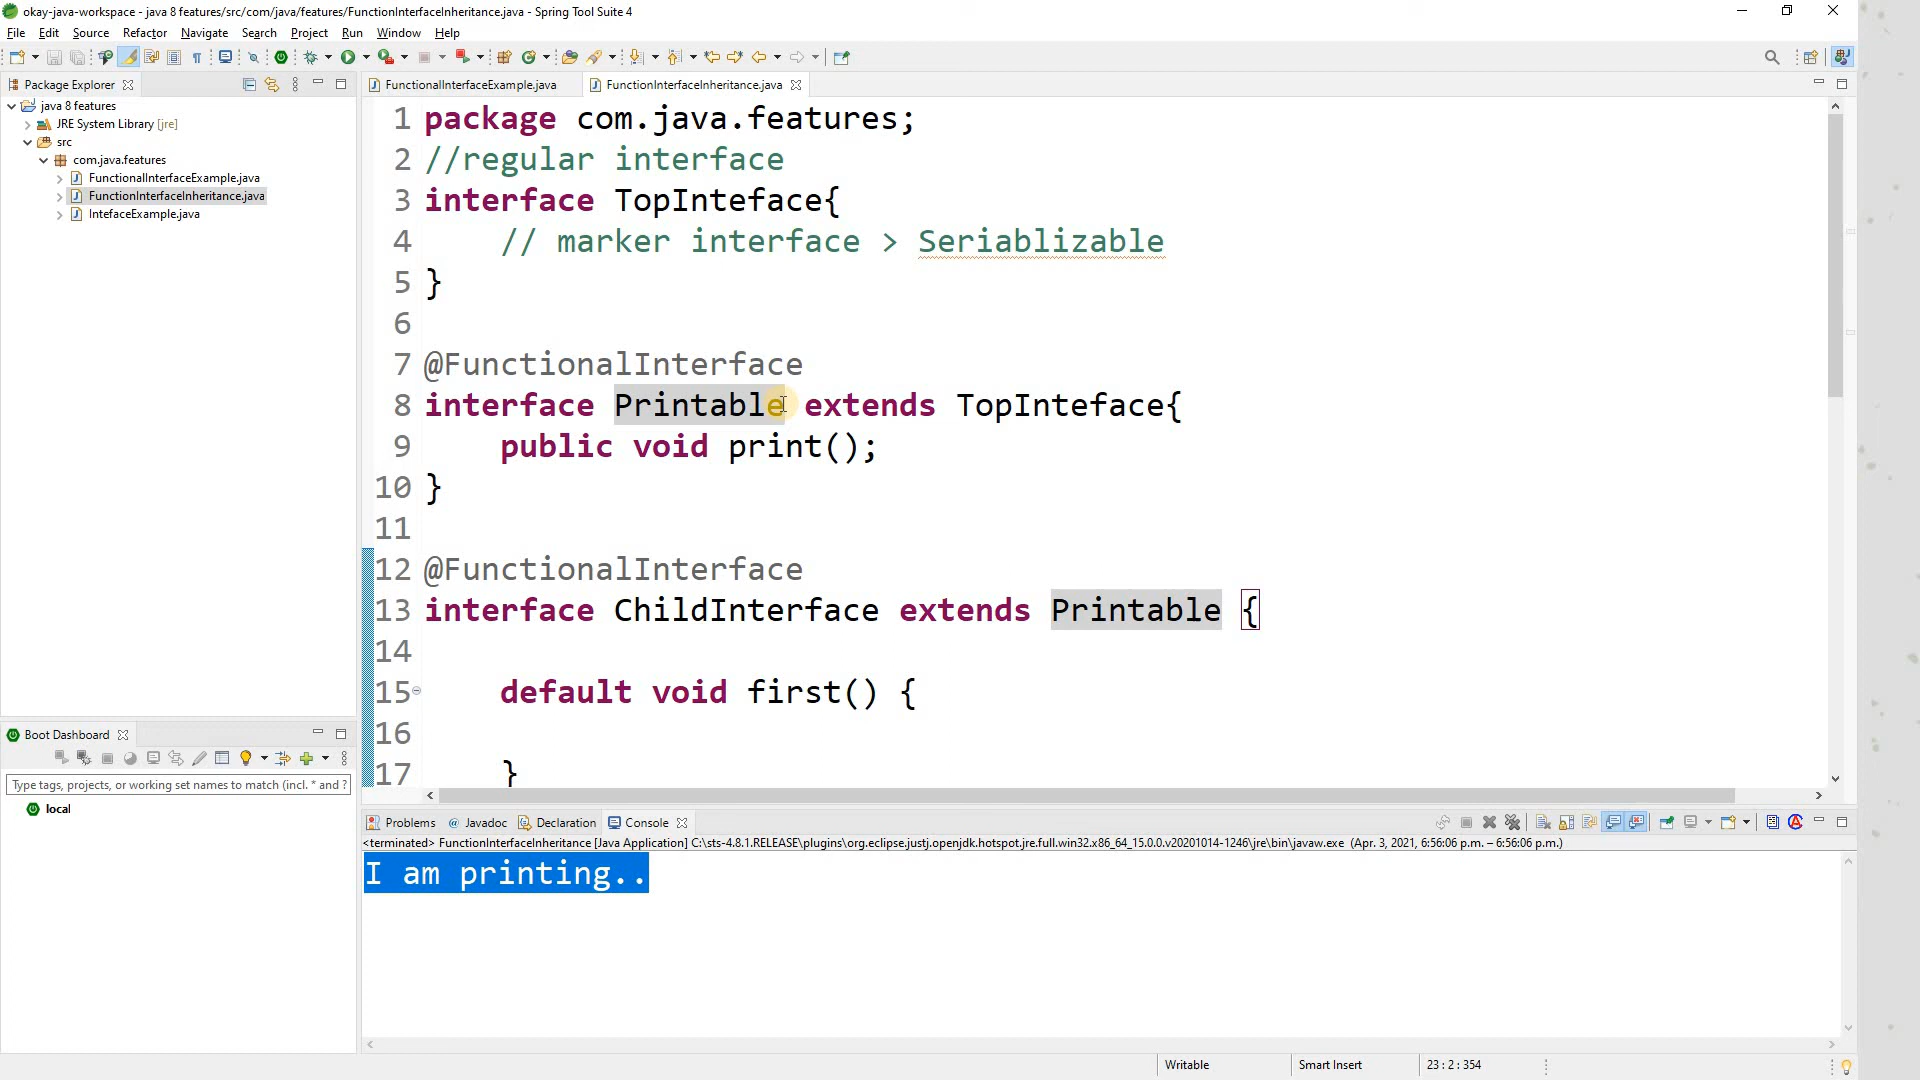 okay-java-workspace - java 8 features/src/com/java/features/FunctionInterfaceInheritance.java - Spring Tool Suite 4
File Edit Source Refactor Navigate Search Project Run Window Help
Package Explorer
java 8 features
JRE System Library [jre]
src
com.java.features
FunctionalInterfaceExample.java
FunctionInterfaceInheritance.java
IntefaceExample.java
Boot Dashboard
Type tags, projects, or working set names to match (incl. * and ?
local
FunctionalInterfaceExample.java FunctionInterfaceInheritance.java
1 package com.java.features;
2 //regular interface
3 interface TopInteface{
4 // marker interface > Seriablizable
5 }
6
7 @FunctionalInterface
8 interface Printable extends TopInteface{
9 public void print();
10 }
11
12 @FunctionalInterface
13 interface ChildInterface extends Printable {
14
15 default void first() {
16
17 }
Problems @ Javadoc Declaration Console
<terminated> FunctionInterfaceInheritance [Java Application] C:\sts-4.8.1.RELEASE\plugins\org.eclipse.justj.openjdk.hotspot.jre.full.win32.x86_64_15.0.0.v20201014-1246\jre\bin\javaw.exe (Apr. 3, 2021, 6:56:06 p.m. – 6:56:06 p.m.)
I am printing..
Writable Smart Insert 23 : 2 : 354